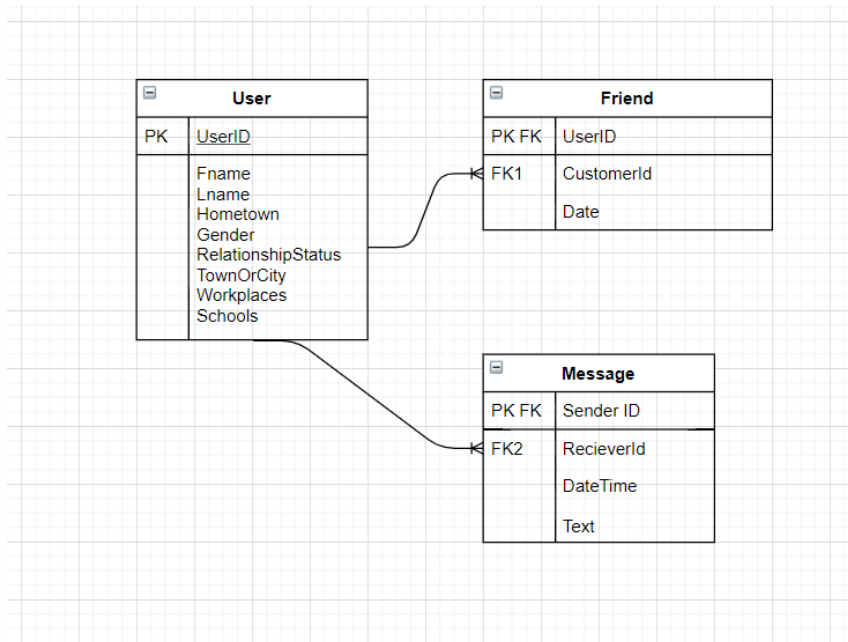 User
PK UserID
Fname
Lname
Hometown
Gender
RelationshipStatus
TownOrCity
Workplaces
Schools
Friend
PK FK UserID
FK1 CustomerId
Date
Message
PK FK Sender ID
FK2 RecieverId
DateTime
Text